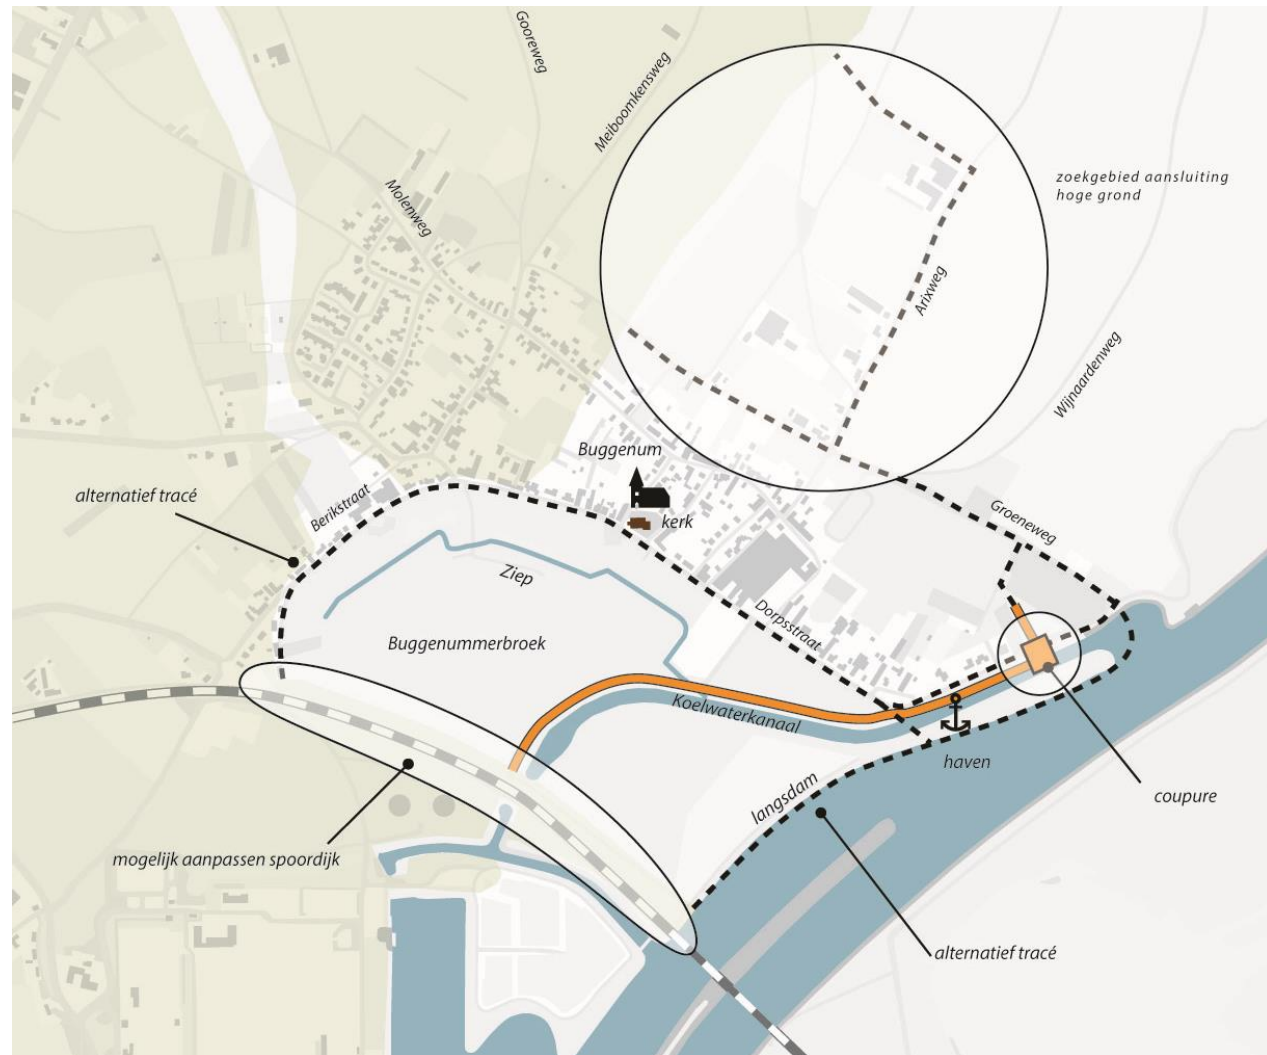 Gooreweg
Meiboomkensweg
Molenweg
zoekgebied aansluiting
hoge grond
Arixweg
Wijnaardenweg
Buggenum
alternatief tracé
Berikstraat
kerk
Groeneweg
Ziep
Dorpsstraat
Buggenummerbroek
Koelwaterkanaal
haven
coupure
langsdam
mogelijk aanpassen spoordijk
alternatief tracé